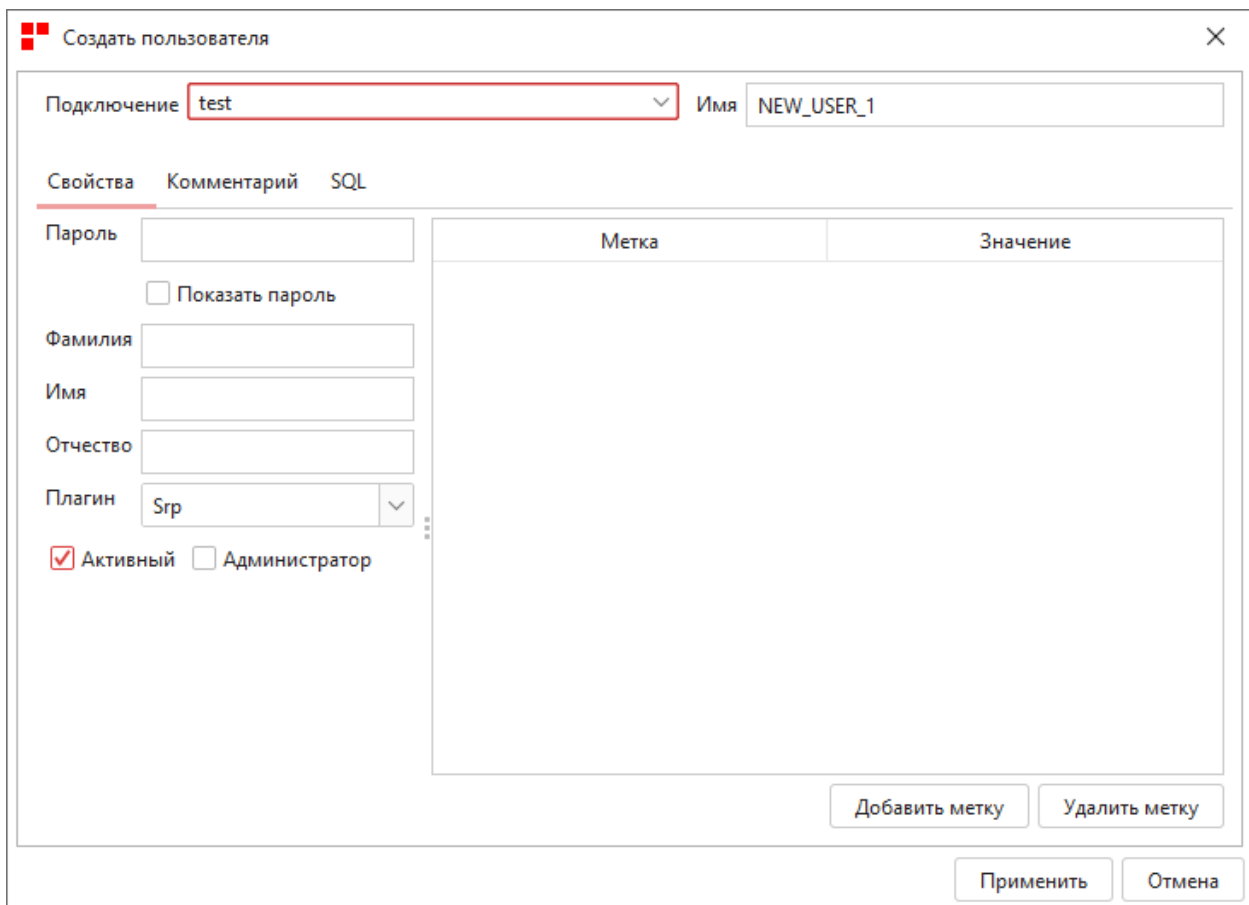 Создать пользователя
Подключение test Имя NEW_USER_1
Свойства Комментарий SQL
Пароль Метка Значение
Показать пароль
Фамилия
Имя
Отчество
Плагин Srp
Активный Администратор
Добавить метку Удалить метку
Применить Отмена